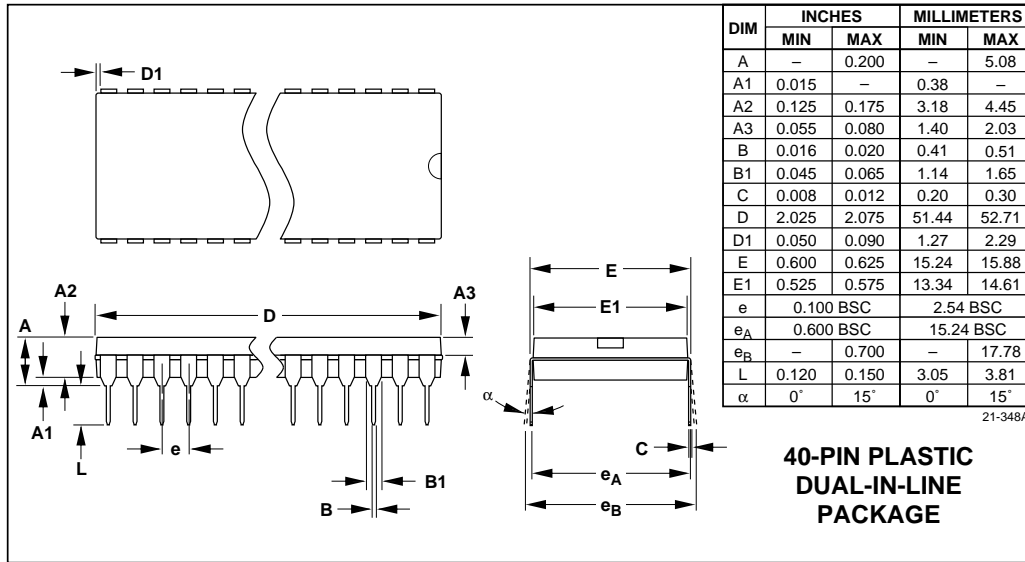 D1
A2
A
D
A3
A1
L
e
B1
B
E
E1
α
C
eA
eB
DIM INCHES MILLIMETERS
MIN MAX MIN MAX
A – 0.200 – 5.08
A1 0.015 – 0.38 –
A2 0.125 0.175 3.18 4.45
A3 0.055 0.080 1.40 2.03
B 0.016 0.020 0.41 0.51
B1 0.045 0.065 1.14 1.65
C 0.008 0.012 0.20 0.30
D 2.025 2.075 51.44 52.71
D1 0.050 0.090 1.27 2.29
E 0.600 0.625 15.24 15.88
E1 0.525 0.575 13.34 14.61
e 0.100 BSC 2.54 BSC
eA 0.600 BSC 15.24 BSC
eB – 0.700 – 17.78
L 0.120 0.150 3.05 3.81
α 0° 15° 0° 15°
21-348A
40-PIN PLASTIC
DUAL-IN-LINE
PACKAGE